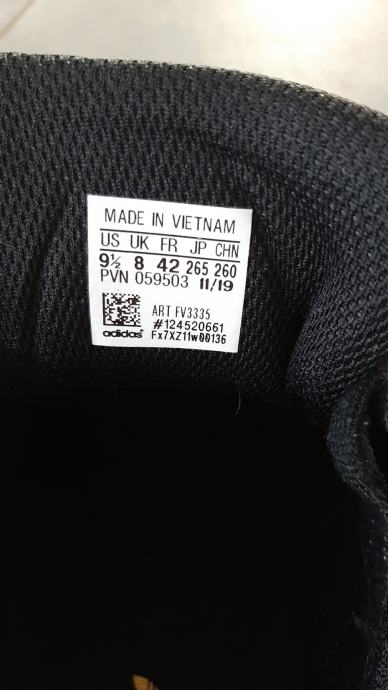 MADE IN VIETNAM
US UK FR JP CHN
9½ 8 42 265 260
PVN 059503 11/19
ART FV3335
#124520661
adidas Fx7XZ11w00136